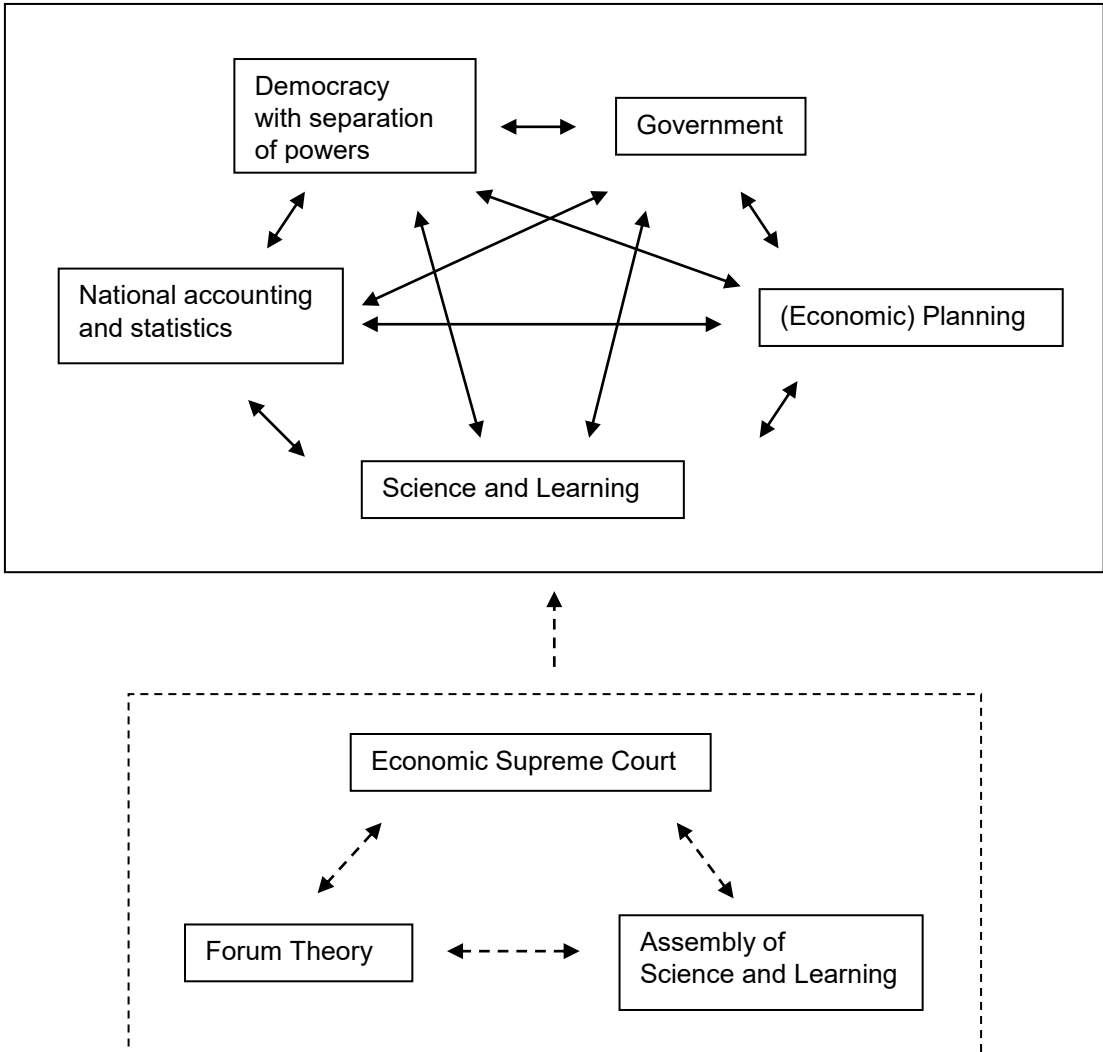 Democracy
with separation
of powers
Government
National accounting
and statistics
(Economic) Planning
Science and Learning
Economic Supreme Court
Forum Theory
Assembly of
Science and Learning